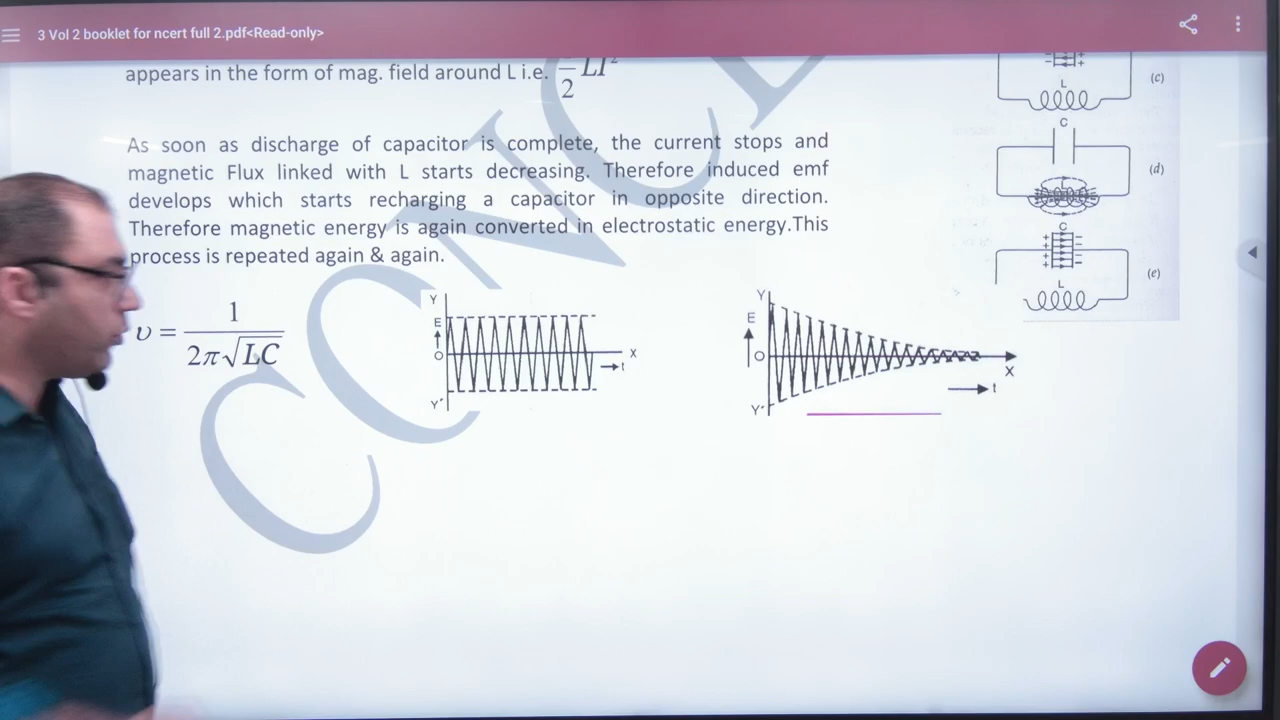 3 Vol 2 booklet for ncert full 2.pdf<Read-only>
appears in the form of mag. field around L i.e. 1/2 LI²
As soon as discharge of capacitor is complete, the current stops and
magnetic Flux linked with L starts decreasing. Therefore induced emf
develops which starts recharging a capacitor in opposite direction.
Therefore magnetic energy is again converted in electrostatic energy.This
process is repeated again & again.
υ = 1/(2π√LC)
Y
E
O
Y'
X
t
Y
E
O
Y'
X
t
L
(c)
C
(d)
C
L
(e)
CONCE